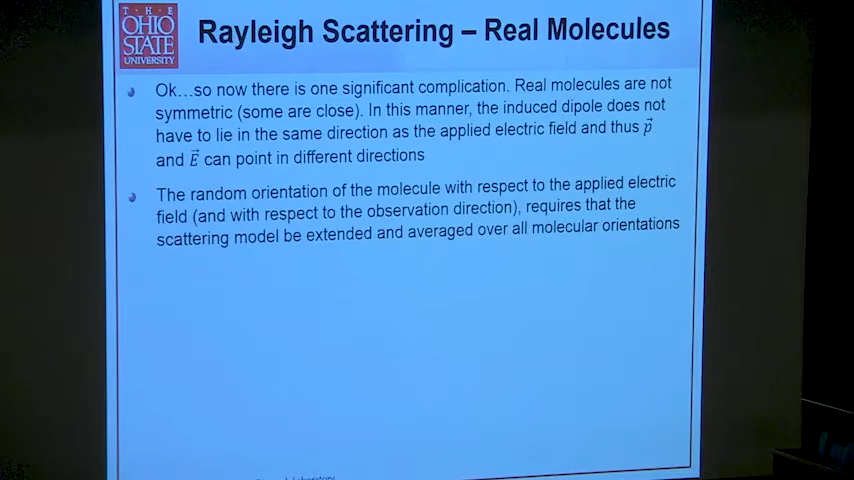 T · H · E
OHIO
STATE
UNIVERSITY
Rayleigh Scattering – Real Molecules
Ok…so now there is one significant complication. Real molecules are not
symmetric (some are close). In this manner, the induced dipole does not
have to lie in the same direction as the applied electric field and thus p⃗
and E⃗ can point in different directions
The random orientation of the molecule with respect to the applied electric
field (and with respect to the observation direction), requires that the
scattering model be extended and averaged over all molecular orientations